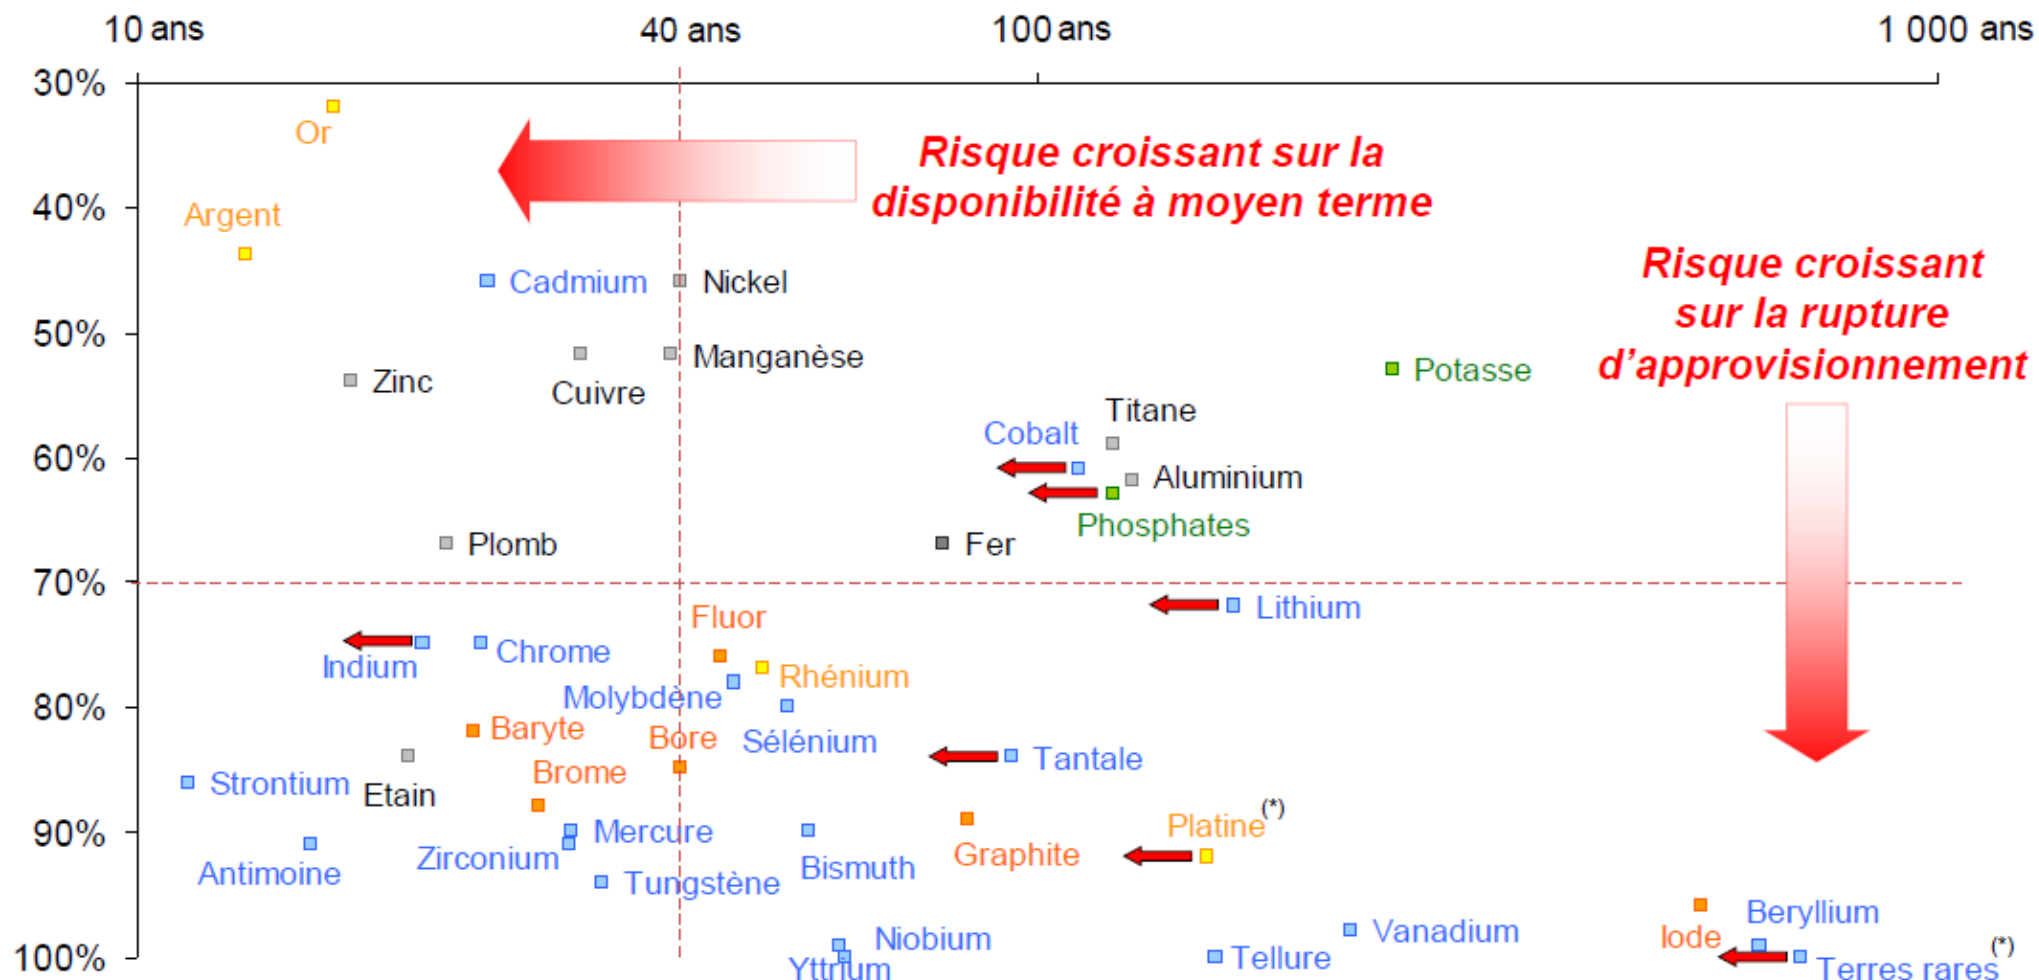 10 ans 40 ans 100 ans 1 000 ans
30%
Or
Risque croissant sur la
disponibilité à moyen terme
40%
Argent
Risque croissant
sur la rupture
d'approvisionnement
Cadmium Nickel
50%
Manganèse
Zinc Cuivre
Potasse
Titane
Cobalt
60%
Aluminium
Phosphates
Plomb Fer
70%
Fluor Lithium
Indium Chrome
Rhénium
Molybdène
80%
Baryte Bore Sélénium
Tantale
Strontium Etain Brome
Platine(*)
90%
Mercure
Zirconium
Graphite
Antimoine
Bismuth
Tungstène
Beryllium
Vanadium
Iode
Niobium
100%
Yttrium
Tellure
Terres rares(*)